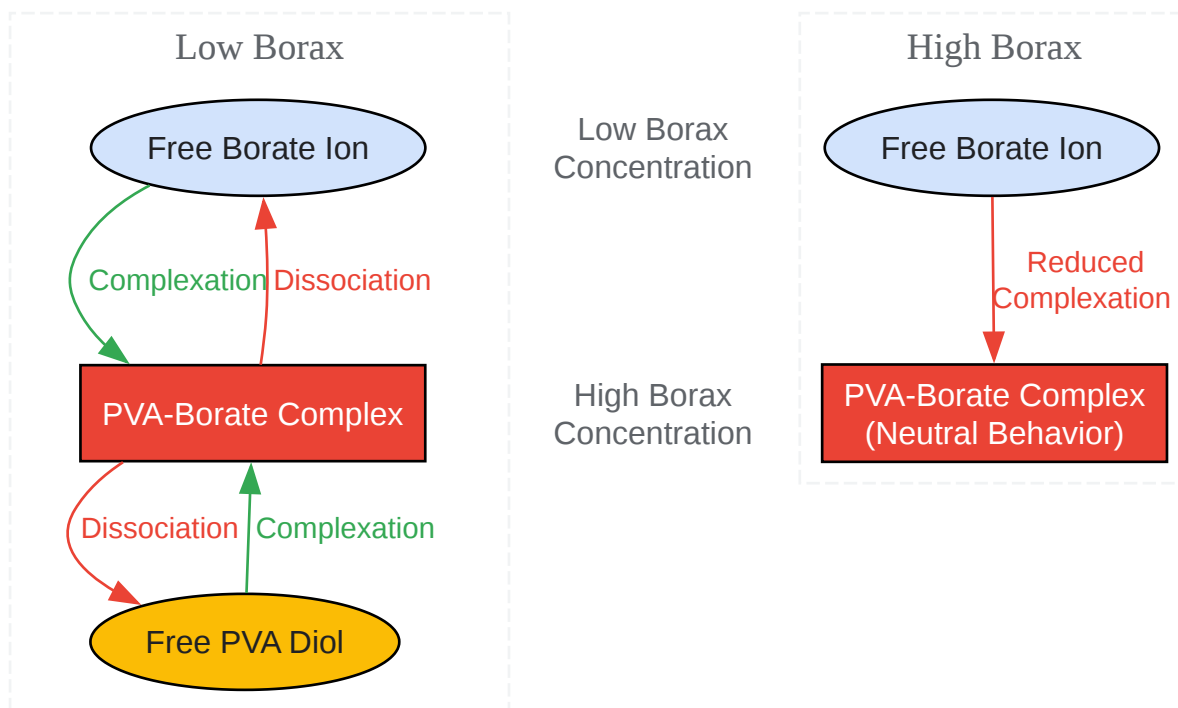 Low Borax
Free Borate Ion
Complexation
Dissociation
PVA-Borate Complex
Dissociation
Complexation
Free PVA Diol
Low Borax
Concentration
High Borax
Concentration
High Borax
Free Borate Ion
Reduced
Complexation
PVA-Borate Complex
(Neutral Behavior)